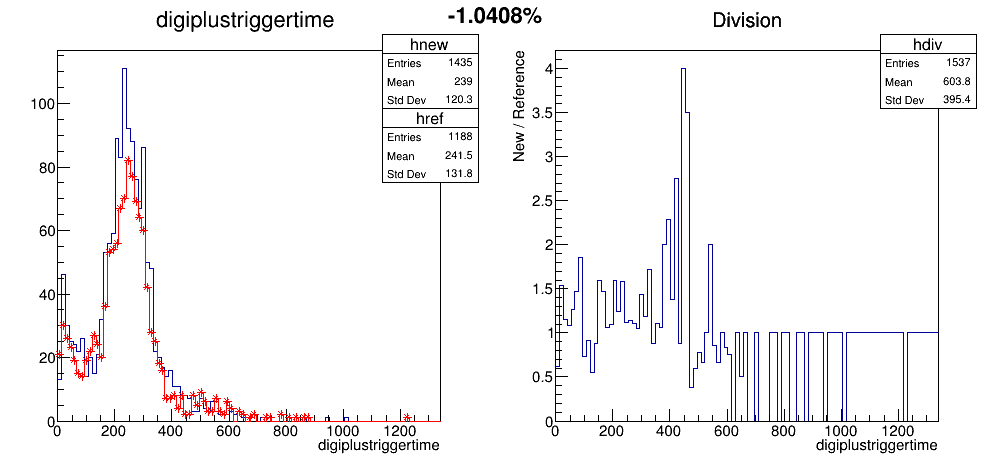 digiplustriggertime
-1.0408%
Division
hnew
Entries 1435
Mean 239
Std Dev 120.3
href
Entries 1188
Mean 241.5
Std Dev 131.8
100
80
60
40
20
0
0 200 400 600 800 1000 1200
digiplustriggertime
hdiv
Entries 1537
Mean 603.8
Std Dev 395.4
New / Reference
4
3.5
3
2.5
2
1.5
1
0.5
0
0 200 400 600 800 1000 1200
digiplustriggertime